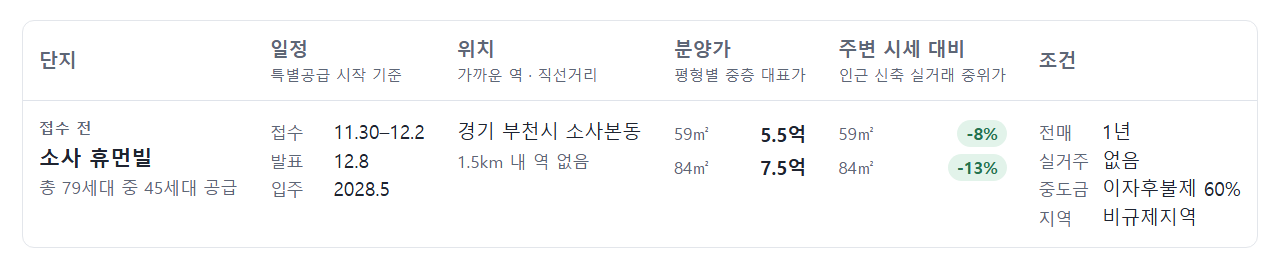 단지
일정
특별공급 시작 기준
위치
가까운 역 · 직선거리
분양가
평형별 중층 대표가
주변 시세 대비
인근 신축 실거래 중위가
조건
접수 전
소사 휴먼빌
총 79세대 중 45세대 공급
접수 11.30–12.2
발표 12.8
입주 2028.5
경기 부천시 소사본동
1.5km 내 역 없음
59㎡ 5.5억
84㎡ 7.5억
59㎡ -8%
84㎡ -13%
전매 1년
실거주 없음
중도금 이자후불제 60%
지역 비규제지역